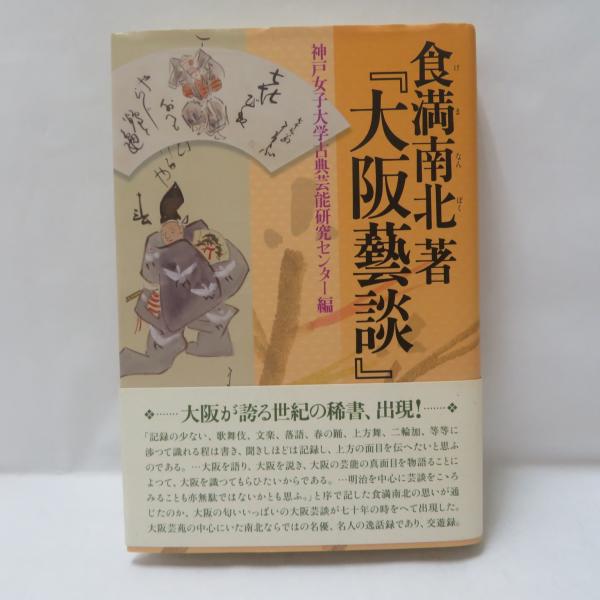 食満南北 著
けまなんぼく
『大阪藝談』
神戸女子大学古典芸能研究センター編
大阪が誇る世紀の稀書、出現!
「記録の少ない、歌舞伎、文楽、落語、春の踊、上方舞、二輪加、等等に
渉つて識れる程は書き、聞きしほどは記録し、上方の面目を伝へたいと思ふ
のである。…大阪を語り、大阪を説き、大阪の芸能の真面目を物語ることに
よつて、大阪を識つてもらひたいからである。…明治を中心に芸談をこゝろ
みることも亦無駄ではないかとも思ふ。」と序で記した食満南北の思いが通
じたのか、大阪の匂いいっぱいの大阪芸談が七十年の時をへて出現した。
大阪芸苑の中心にいた南北ならではの名優、名人の逸話録であり、交遊録。